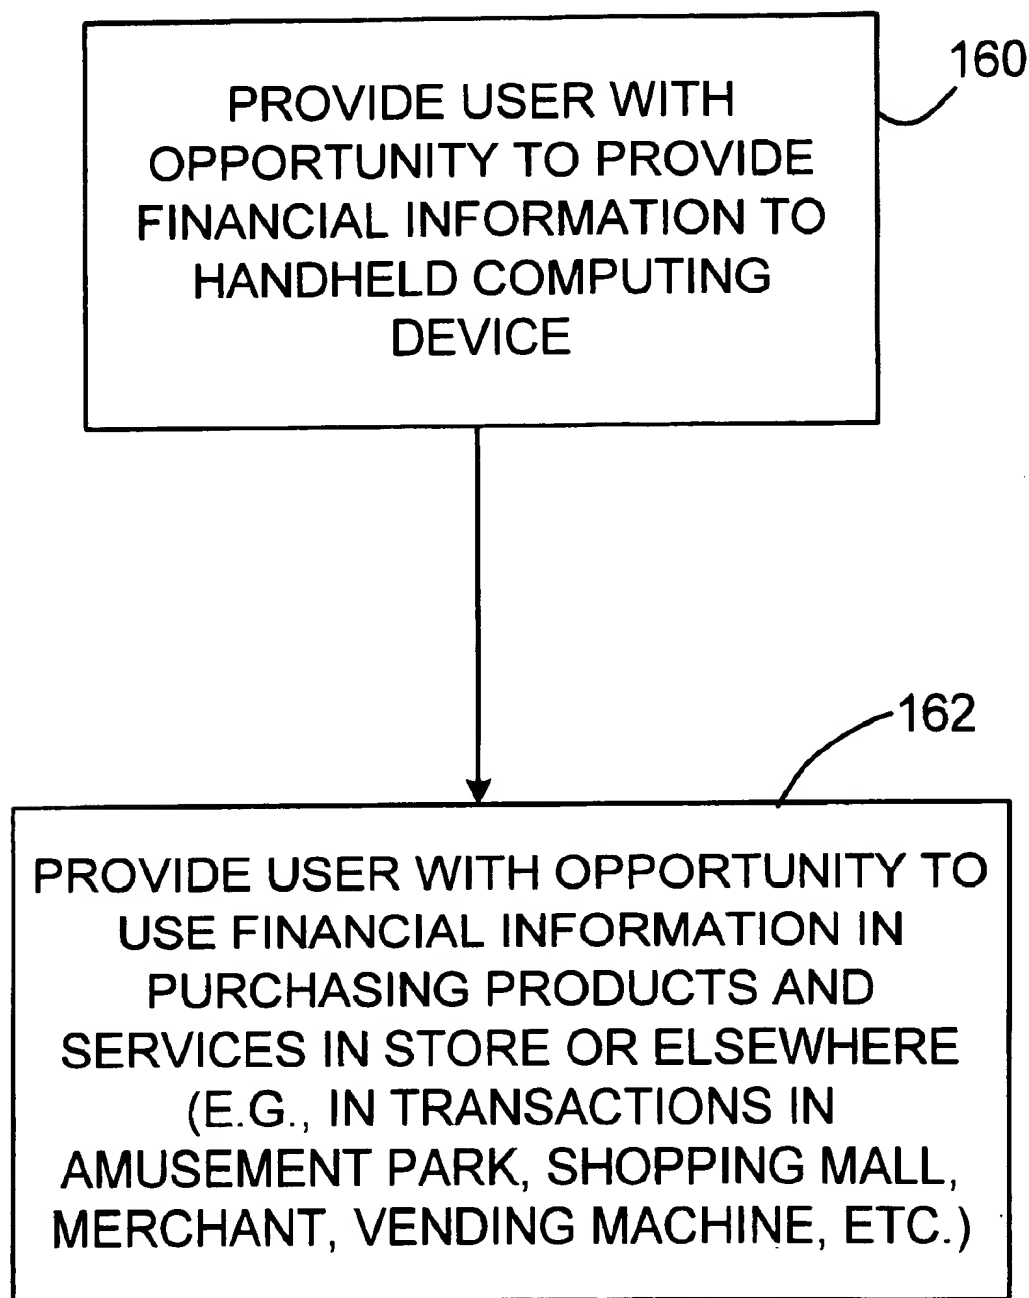 160
PROVIDE USER WITH
OPPORTUNITY TO PROVIDE
FINANCIAL INFORMATION TO
HANDHELD COMPUTING
DEVICE
162
PROVIDE USER WITH OPPORTUNITY TO
USE FINANCIAL INFORMATION IN
PURCHASING PRODUCTS AND
SERVICES IN STORE OR ELSEWHERE
(E.G., IN TRANSACTIONS IN
AMUSEMENT PARK, SHOPPING MALL,
MERCHANT, VENDING MACHINE, ETC.)